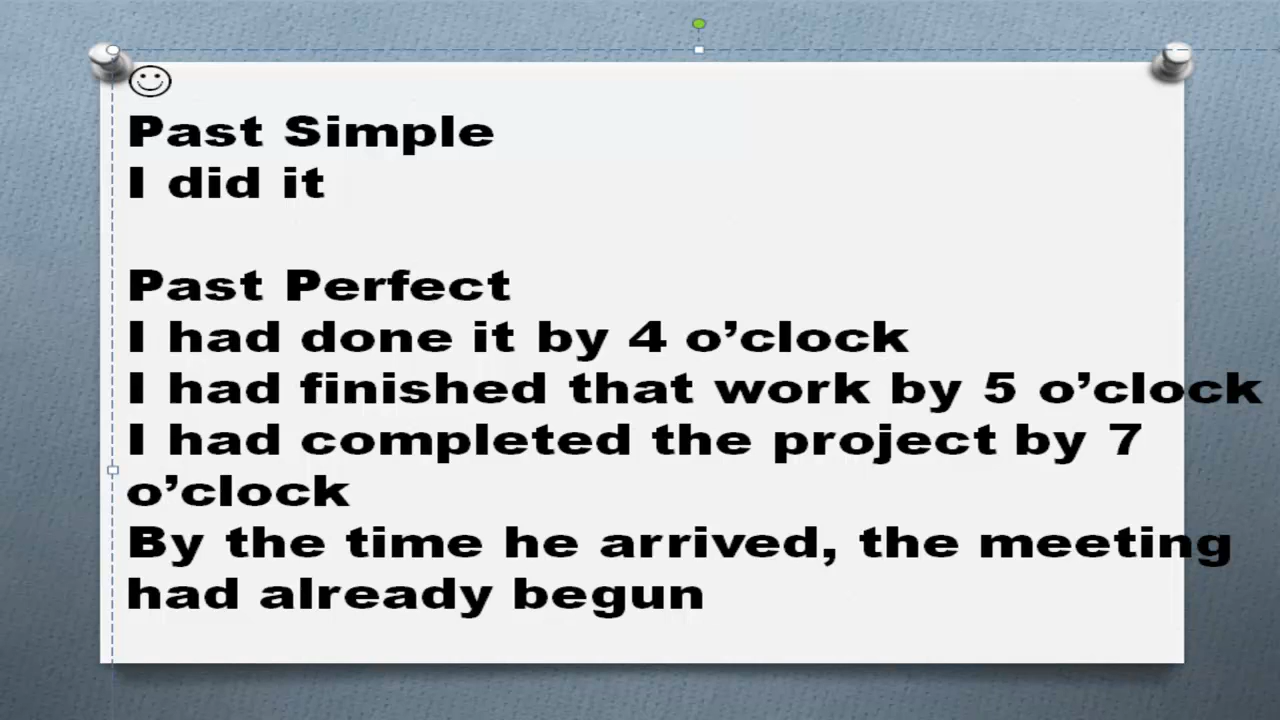 Past Simple
I did it
Past Perfect
I had done it by 4 o’clock
I had finished that work by 5 o’clock
I had completed the project by 7
o’clock
By the time he arrived, the meeting
had already begun